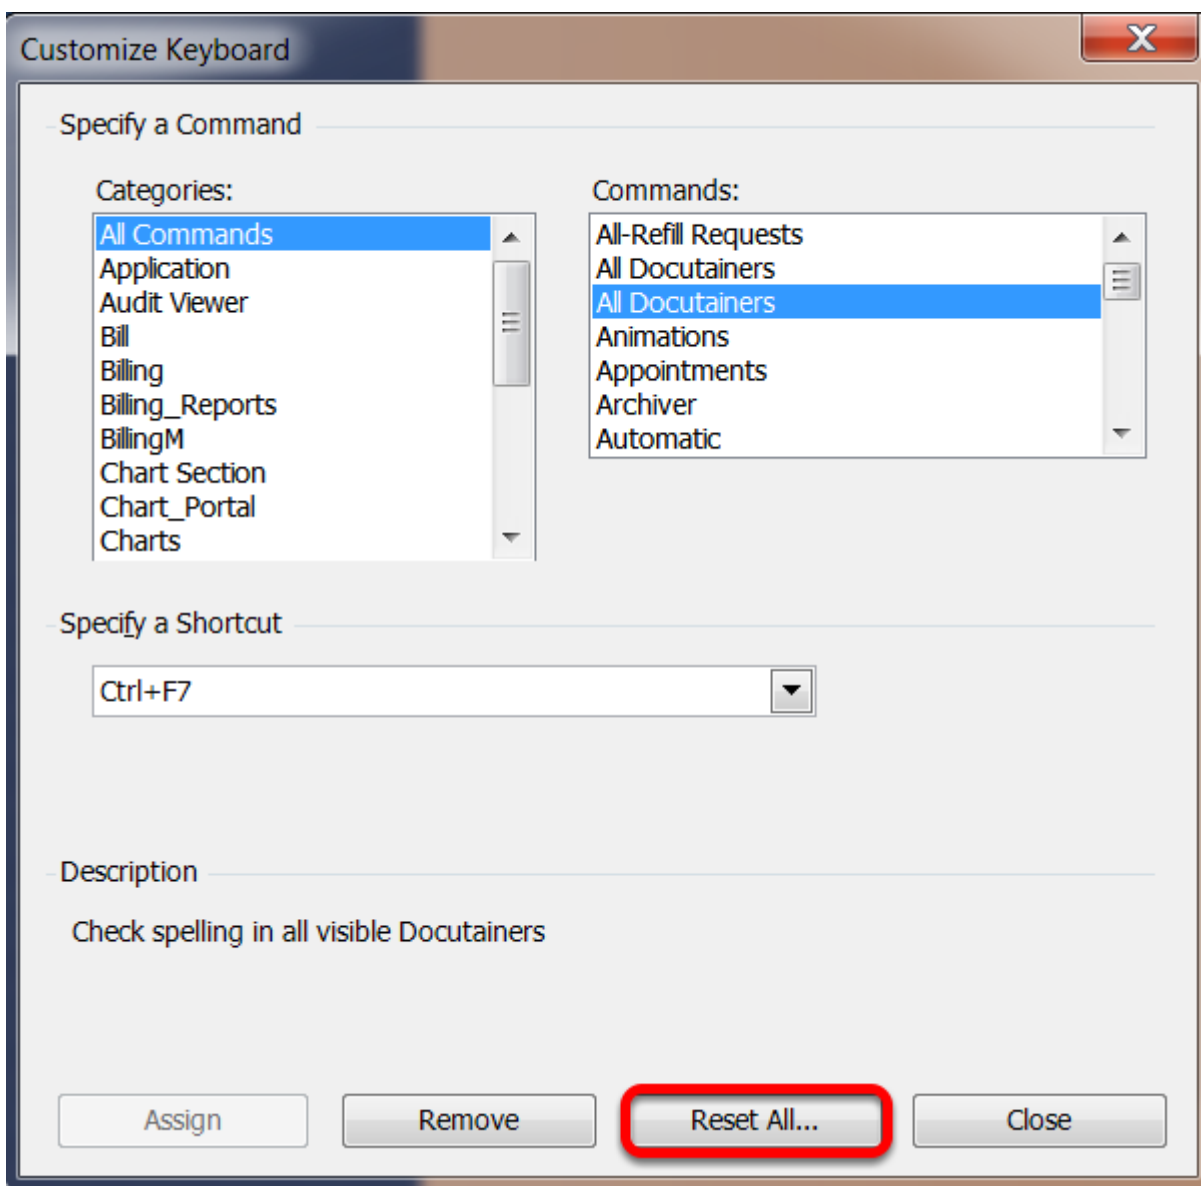 Customize Keyboard
X
Specify a Command
Categories:
All Commands
Application
Audit Viewer
Bill
Billing
Billing_Reports
BillingM
Chart Section
Chart_Portal
Charts
Commands:
All-Refill Requests
All Docutainers
All Docutainers
Animations
Appointments
Archiver
Automatic
Specify a Shortcut
Ctrl+F7
Description
Check spelling in all visible Docutainers
Assign
Remove
Reset All...
Close